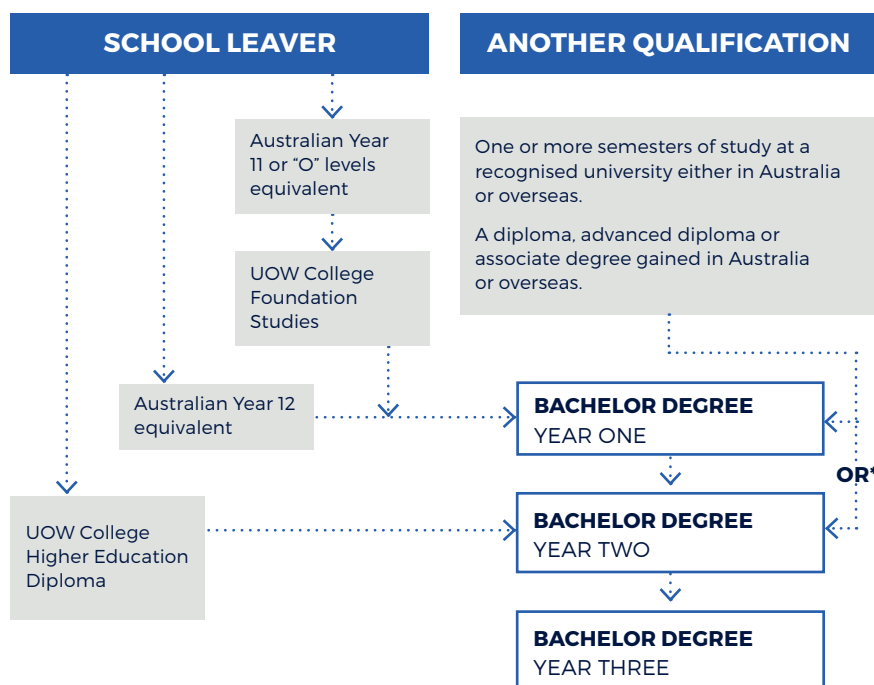 SCHOOL LEAVER
ANOTHER QUALIFICATION
Australian Year
11 or “O” levels
equivalent
UOW College
Foundation
Studies
Australian Year 12
equivalent
UOW College
Higher Education
Diploma
One or more semesters of study at a
recognised university either in Australia
or overseas.
A diploma, advanced diploma or
associate degree gained in Australia
or overseas.
BACHELOR DEGREE
YEAR ONE
OR*
BACHELOR DEGREE
YEAR TWO
BACHELOR DEGREE
YEAR THREE